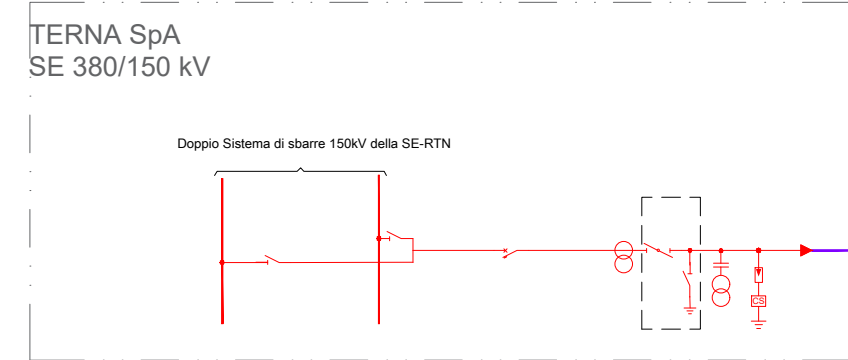 TERNA SpA
SE 380/150 kV
Doppio Sistema di sbarre 150kV della SE-RTN
CS